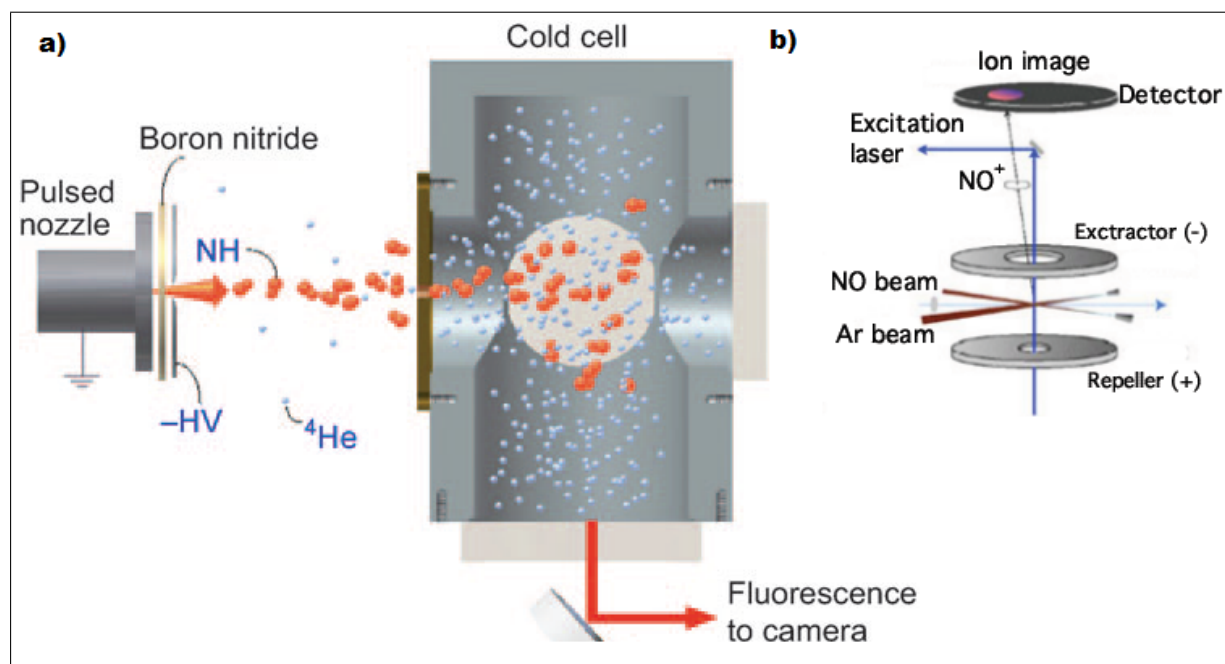 a)
Cold cell
Boron nitride
Pulsed
nozzle
NH
–HV
⁴He
Fluorescence
to camera
b)
Ion image
Detector
Excitation
laser
NO⁺
Exctractor (-)
NO beam
Ar beam
Repeller (+)